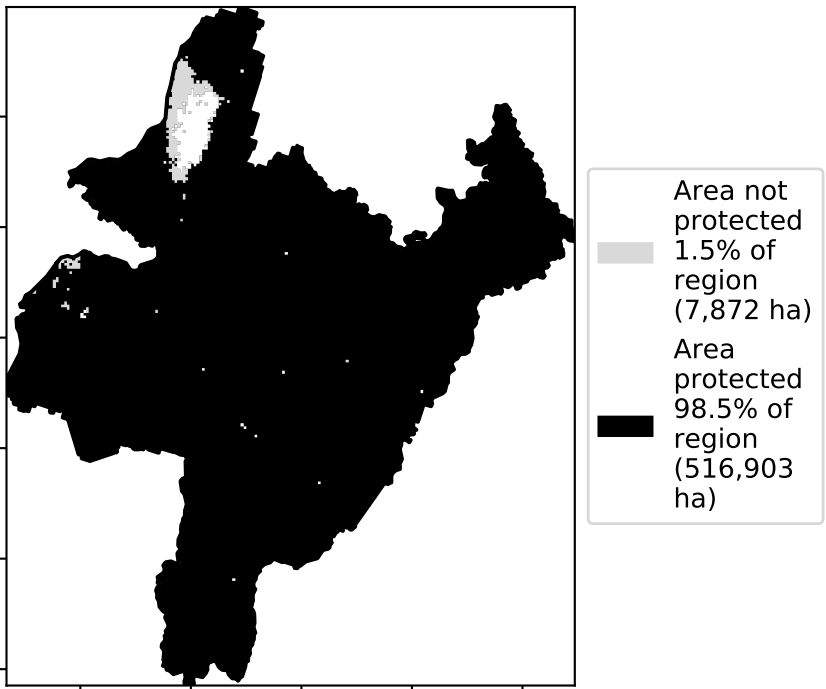 Area not
protected
1.5% of
region
(7,872 ha)
Area
protected
98.5% of
region
(516,903
ha)